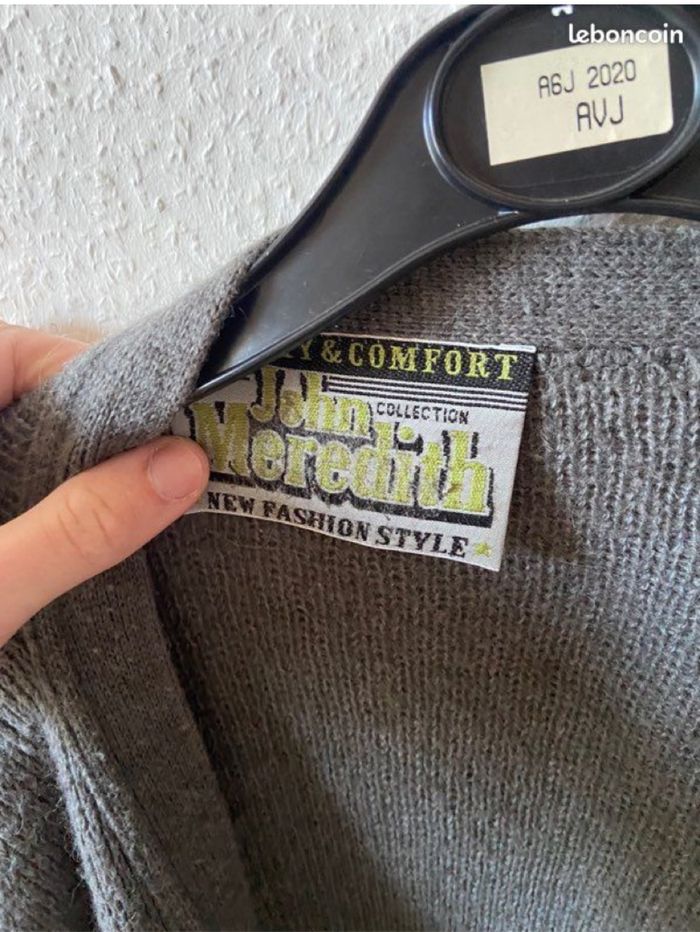 leboncoin
A6J 2020
AVJ
& COMFORT
John
COLLECTION
Meredith
NEW FASHION STYLE